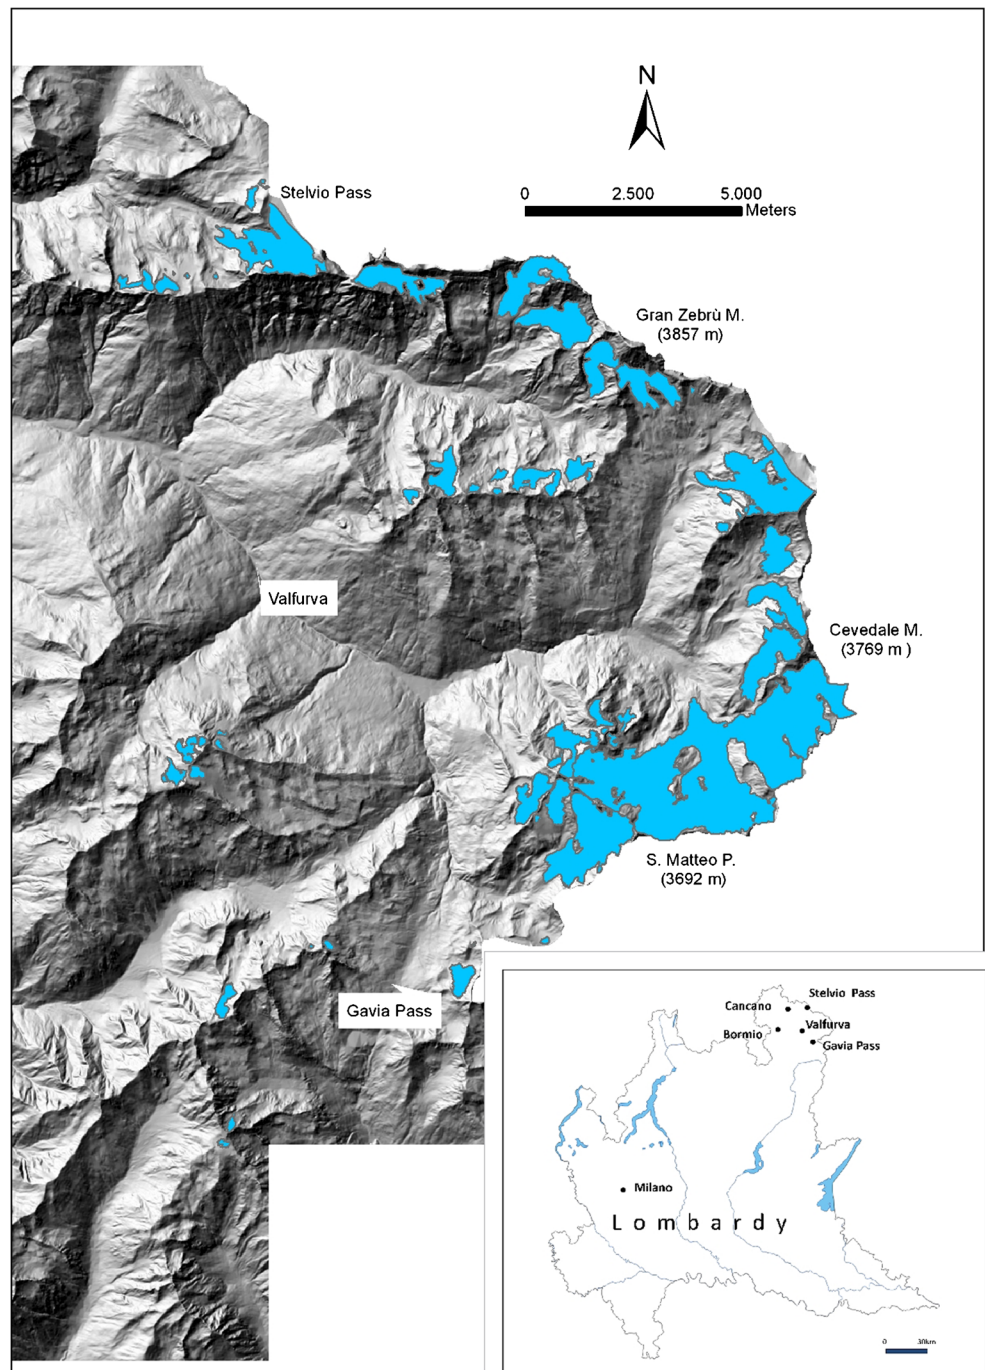 N
0 2.500 5.000
Meters
Stelvio Pass
Gran Zebrù M.
(3857 m)
Valfurva
Cevedale M.
(3769 m )
S. Matteo P.
(3692 m)
Gavia Pass
Stelvio Pass
Cancano
Valfurva
Bormio
Gavia Pass
Milano
Lombardy
0 30km